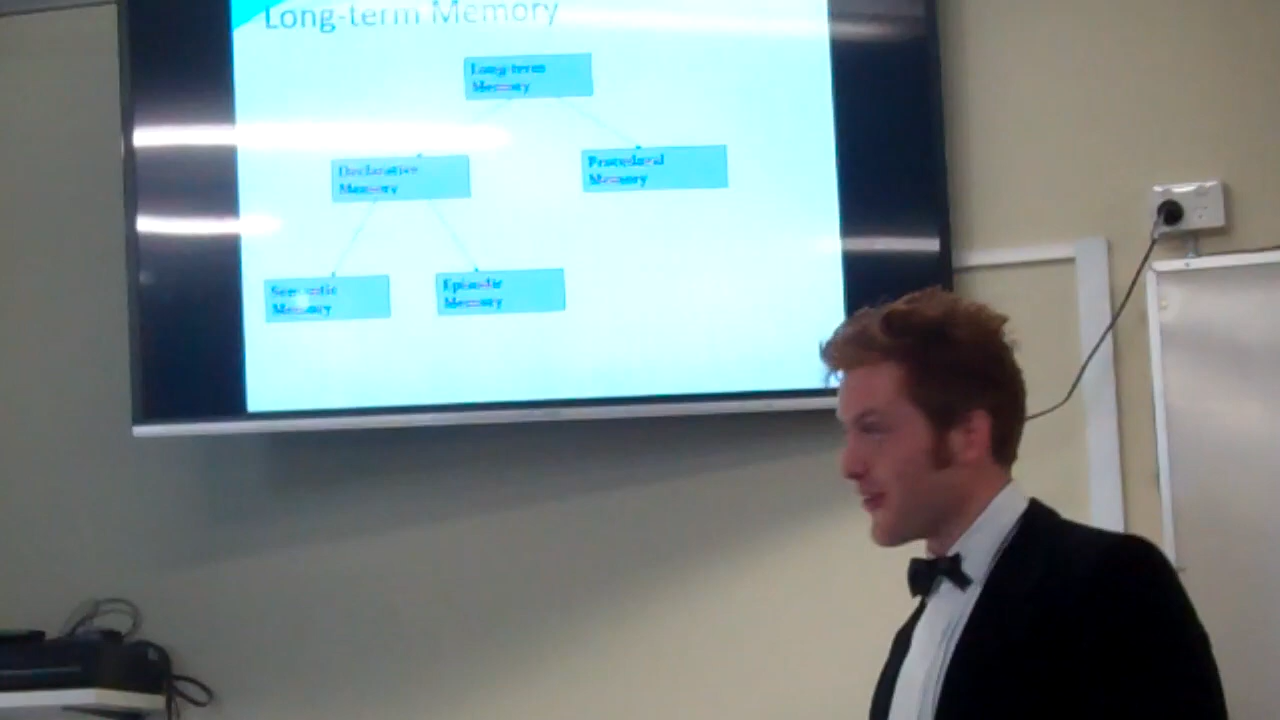 Long-term Memory
Long-term
Memory
Declarative
Memory
Procedural
Memory
Semantic
Memory
Episodic
Memory